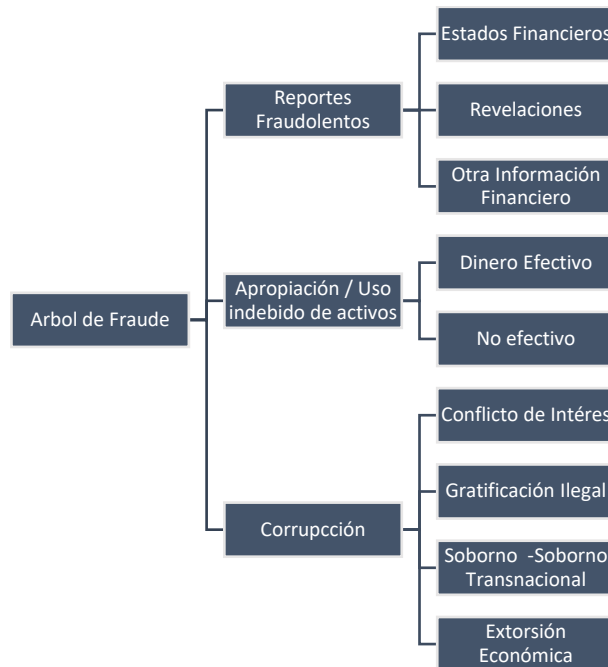 Arbol de Fraude
Reportes
Fraudolentos
Estados Financieros
Revelaciones
Otra Información
Financiero
Apropiación / Uso
indebido de activos
Dinero Efectivo
No efectivo
Corrupcción
Conflicto de Intéres
Gratificación Ilegal
Soborno -Soborno
Transnacional
Extorsión
Económica